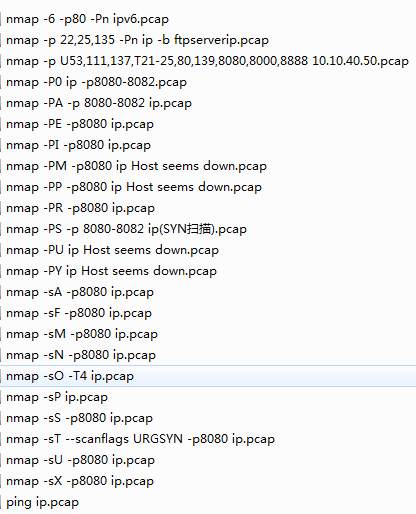 nmap -6 -p80 -Pn ipv6.pcap
nmap -p 22,25,135 -Pn ip -b ftpserverip.pcap
nmap -p U53,111,137,T21-25,80,139,8080,8000,8888 10.10.40.50.pcap
nmap -P0 ip -p8080-8082.pcap
nmap -PA -p 8080-8082 ip.pcap
nmap -PE -p8080 ip.pcap
nmap -PI -p8080 ip.pcap
nmap -PM -p8080 ip Host seems down.pcap
nmap -PP -p8080 ip Host seems down.pcap
nmap -PR -p8080 ip.pcap
nmap -PS -p 8080-8082 ip(SYN扫描).pcap
nmap -PU ip Host seems down.pcap
nmap -PY ip Host seems down.pcap
nmap -sA -p8080 ip.pcap
nmap -sF -p8080 ip.pcap
nmap -sM -p8080 ip.pcap
nmap -sN -p8080 ip.pcap
nmap -sO -T4 ip.pcap
nmap -sP ip.pcap
nmap -sS -p8080 ip.pcap
nmap -sT --scanflags URGSYN -p8080 ip.pcap
nmap -sU -p8080 ip.pcap
nmap -sX -p8080 ip.pcap
ping ip.pcap